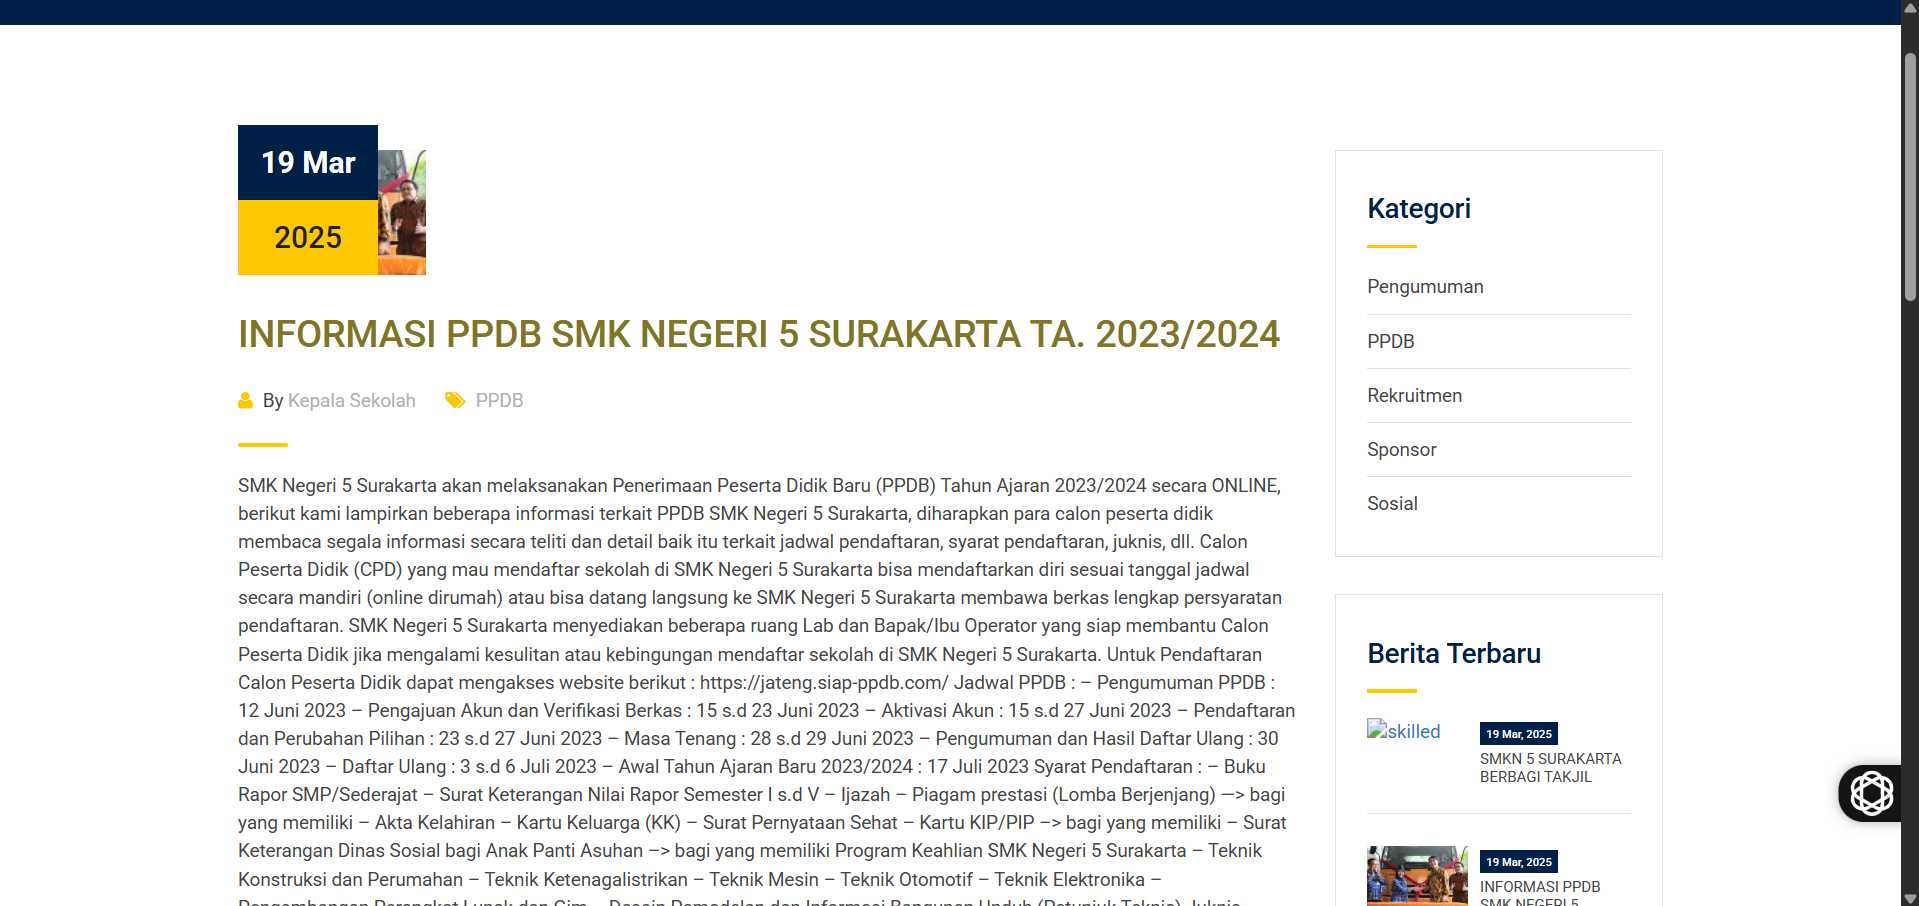 19 Mar
2025
INFORMASI PPDB SMK NEGERI 5 SURAKARTA TA. 2023/2024
By Kepala Sekolah PPDB
SMK Negeri 5 Surakarta akan melaksanakan Penerimaan Peserta Didik Baru (PPDB) Tahun Ajaran 2023/2024 secara ONLINE,
berikut kami lampirkan beberapa informasi terkait PPDB SMK Negeri 5 Surakarta, diharapkan para calon peserta didik
membaca segala informasi secara teliti dan detail baik itu terkait jadwal pendaftaran, syarat pendaftaran, juknis, dll. Calon
Peserta Didik (CPD) yang mau mendaftar sekolah di SMK Negeri 5 Surakarta bisa mendaftarkan diri sesuai tanggal jadwal
secara mandiri (online dirumah) atau bisa datang langsung ke SMK Negeri 5 Surakarta membawa berkas lengkap persyaratan
pendaftaran. SMK Negeri 5 Surakarta menyediakan beberapa ruang Lab dan Bapak/Ibu Operator yang siap membantu Calon
Peserta Didik jika mengalami kesulitan atau kebingungan mendaftar sekolah di SMK Negeri 5 Surakarta. Untuk Pendaftaran
Calon Peserta Didik dapat mengakses website berikut : https://jateng.siap-ppdb.com/ Jadwal PPDB : – Pengumuman PPDB :
12 Juni 2023 – Pengajuan Akun dan Verifikasi Berkas : 15 s.d 23 Juni 2023 – Aktivasi Akun : 15 s.d 27 Juni 2023 – Pendaftaran
dan Perubahan Pilihan : 23 s.d 27 Juni 2023 – Masa Tenang : 28 s.d 29 Juni 2023 – Pengumuman dan Hasil Daftar Ulang : 30
Juni 2023 – Daftar Ulang : 3 s.d 6 Juli 2023 – Awal Tahun Ajaran Baru 2023/2024 : 17 Juli 2023 Syarat Pendaftaran : – Buku
Rapor SMP/Sederajat – Surat Keterangan Nilai Rapor Semester I s.d V – Ijazah – Piagam prestasi (Lomba Berjenjang) —> bagi
yang memiliki – Akta Kelahiran – Kartu Keluarga (KK) – Surat Pernyataan Sehat – Kartu KIP/PIP –> bagi yang memiliki – Surat
Keterangan Dinas Sosial bagi Anak Panti Asuhan –> bagi yang memiliki Program Keahlian SMK Negeri 5 Surakarta – Teknik
Konstruksi dan Perumahan – Teknik Ketenagalistrikan – Teknik Mesin – Teknik Otomotif – Teknik Elektronika –
Pengembangan Perangkat Lunak dan Gim – Desain Pemodelan dan Informasi Bangunan Unduh (Petunjuk Teknis) Juknis
Kategori
Pengumuman
PPDB
Rekruitmen
Sponsor
Sosial
Berita Terbaru
skilled
19 Mar, 2025
SMKN 5 SURAKARTA
BERBAGI TAKJIL
19 Mar, 2025
INFORMASI PPDB
SMK NEGERI 5